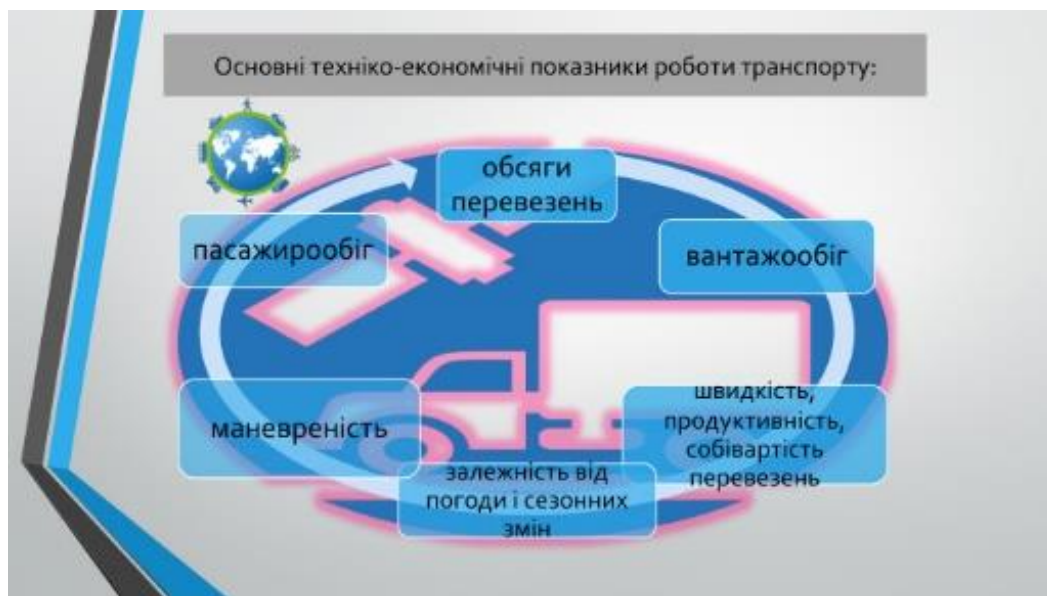 Основні техніко-економічні показники роботи транспорту:
обсяги
перевезень
вантажообіг
швидкість,
продуктивність,
собівартість
перевезень
залежність від
погоди і сезонних
змін
маневреність
пасажирообіг